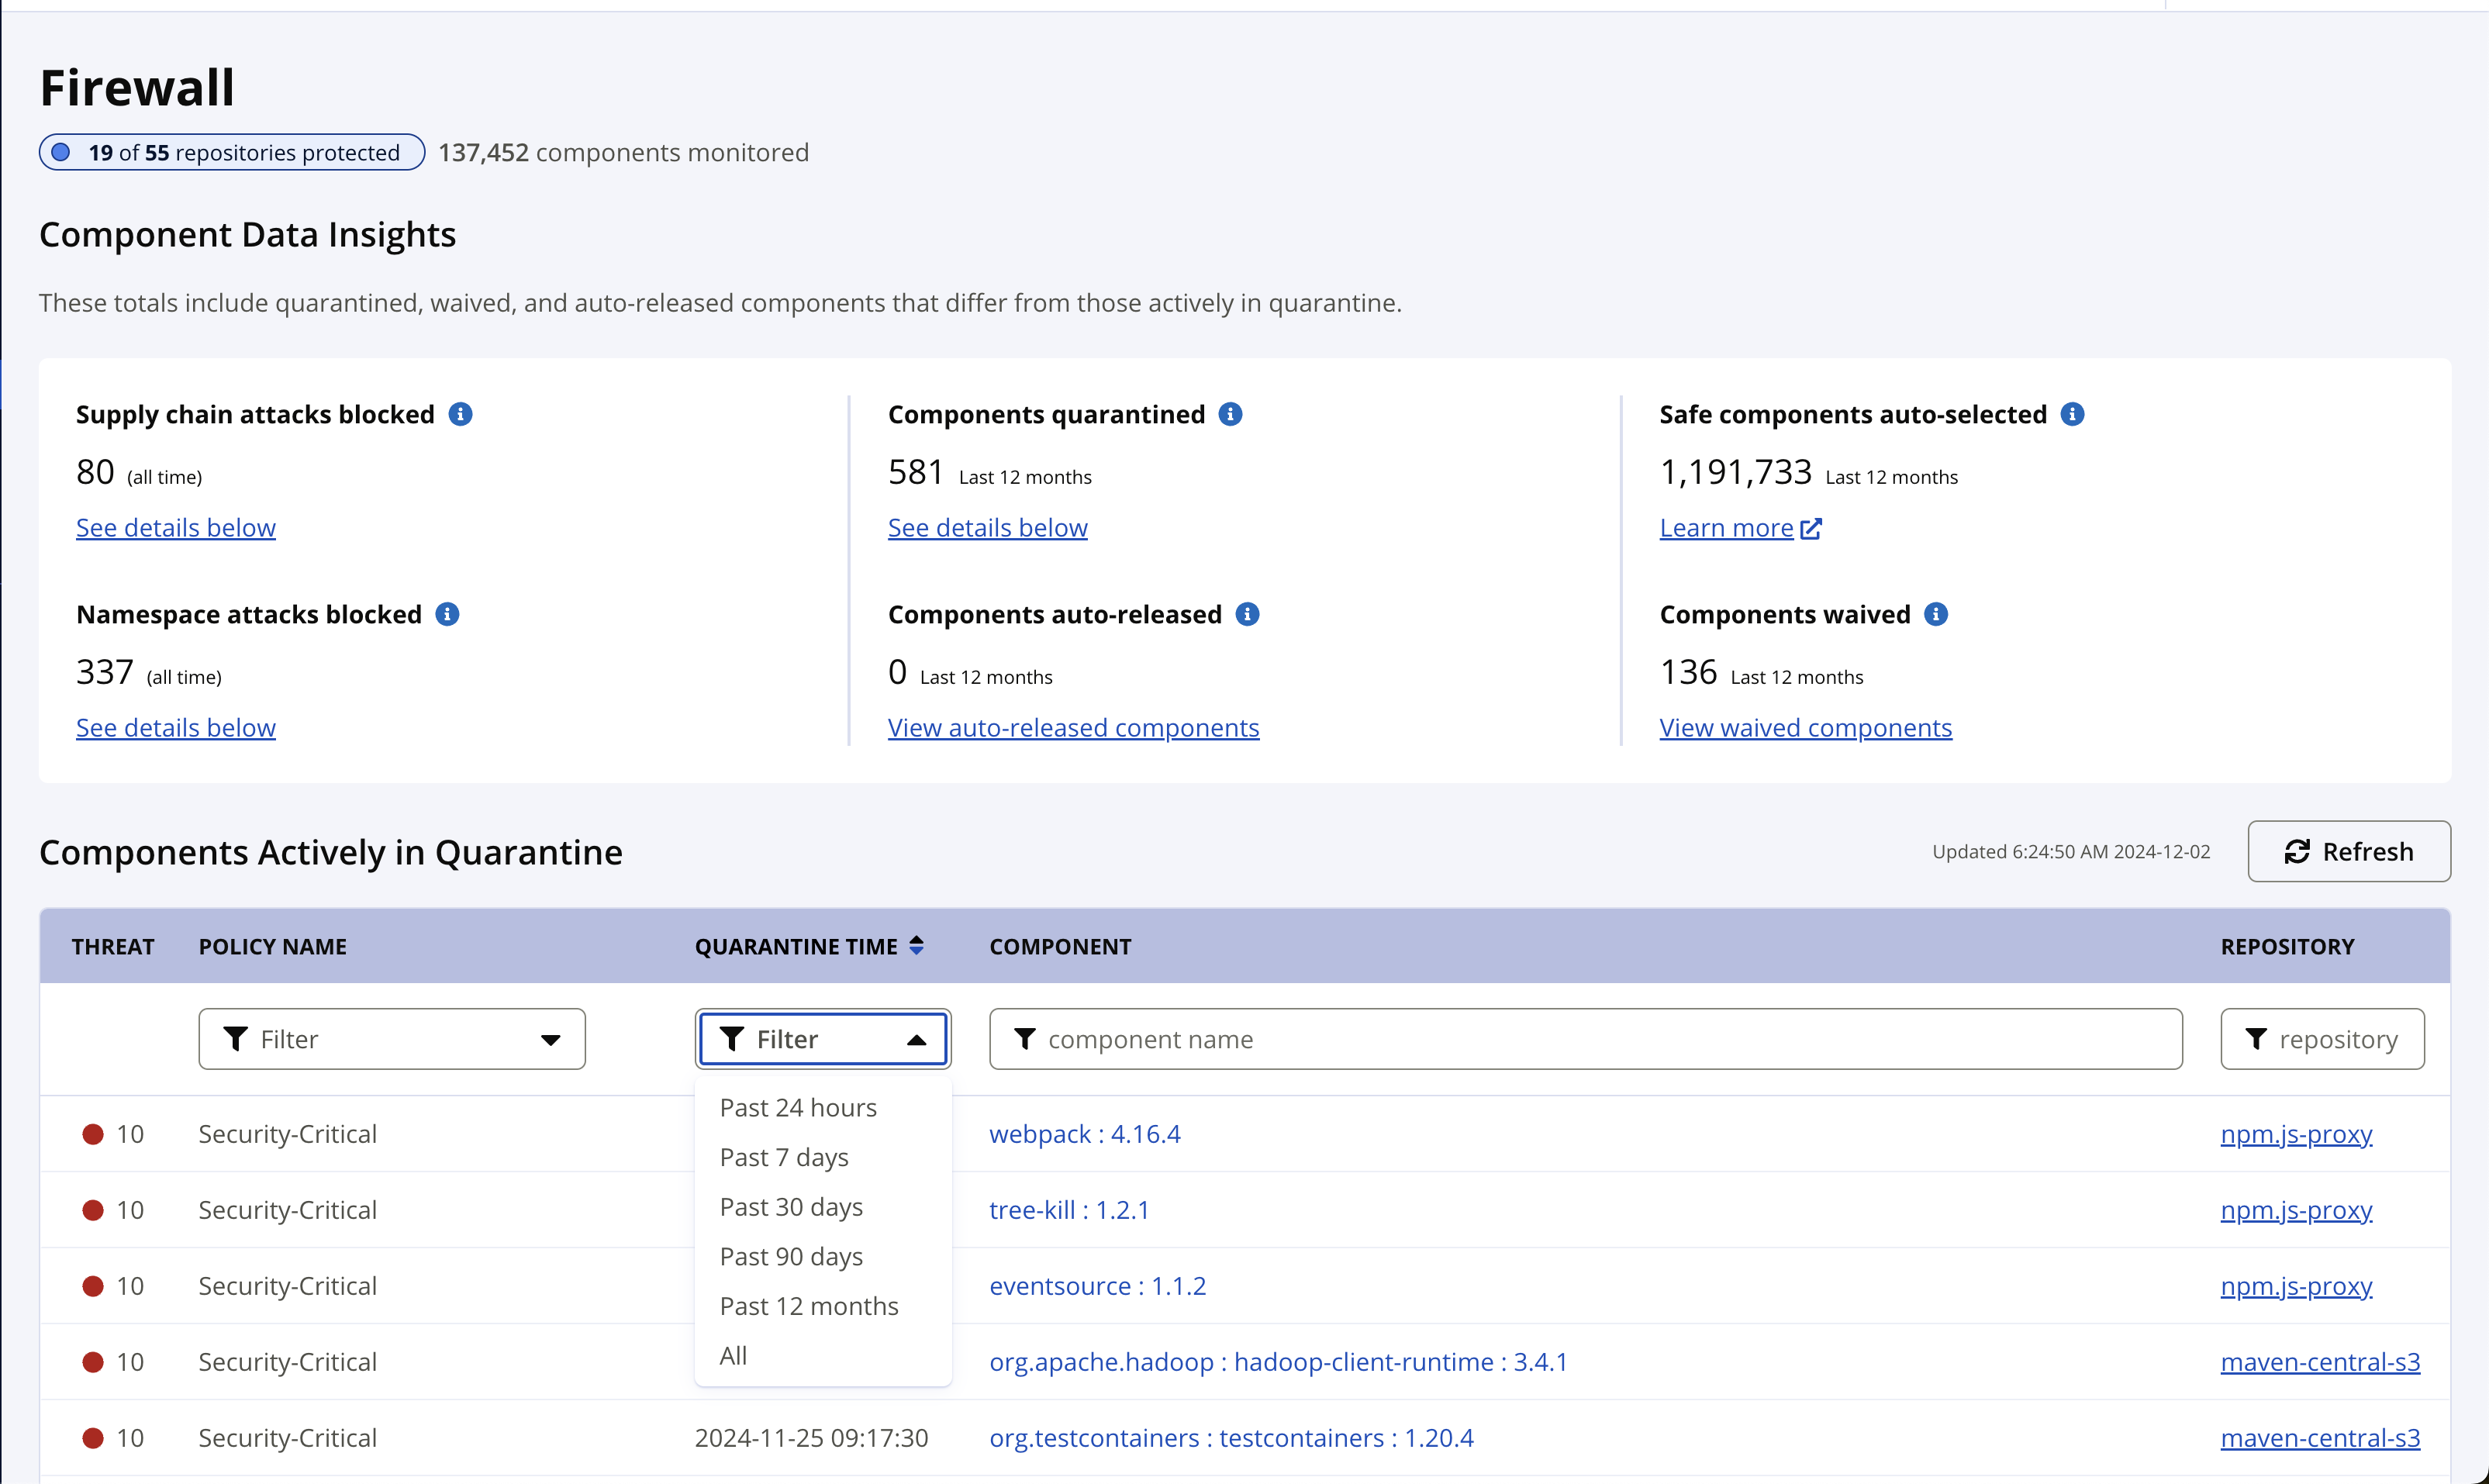 Firewall
19 of 55 repositories protected 137,452 components monitored
Component Data Insights
These totals include quarantined, waived, and auto-released components that differ from those actively in quarantine.
Supply chain attacks blocked
80 (all time)
See details below
Components quarantined
581 Last 12 months
See details below
Safe components auto-selected
1,191,733 Last 12 months
Learn more
Namespace attacks blocked
337 (all time)
See details below
Components auto-released
0 Last 12 months
View auto-released components
Components waived
136 Last 12 months
View waived components
Components Actively in Quarantine
Updated 6:24:50 AM 2024-12-02
Refresh
THREAT POLICY NAME QUARANTINE TIME COMPONENT REPOSITORY
Filter Filter component name repository
Past 24 hours
Past 7 days
Past 30 days
Past 90 days
Past 12 months
All
10 Security-Critical webpack : 4.16.4 npm.js-proxy
10 Security-Critical tree-kill : 1.2.1 npm.js-proxy
10 Security-Critical eventsource : 1.1.2 npm.js-proxy
10 Security-Critical org.apache.hadoop : hadoop-client-runtime : 3.4.1 maven-central-s3
10 Security-Critical 2024-11-25 09:17:30 org.testcontainers : testcontainers : 1.20.4 maven-central-s3